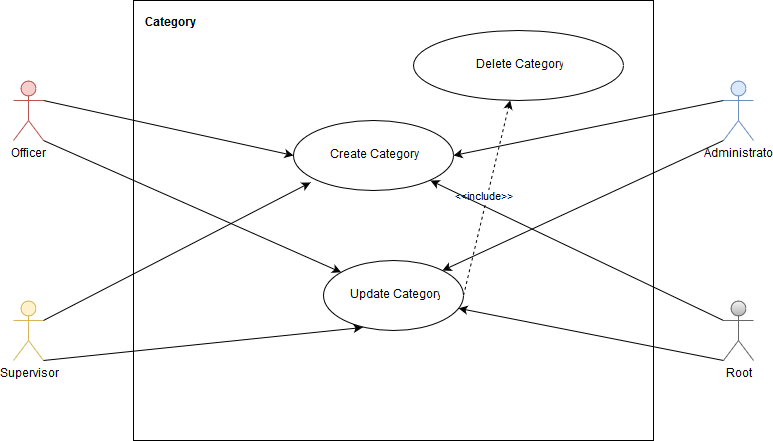 Category
Delete Category
Officer
Create Category
Administrato
<<include>>
Update Category
Supervisor
Root